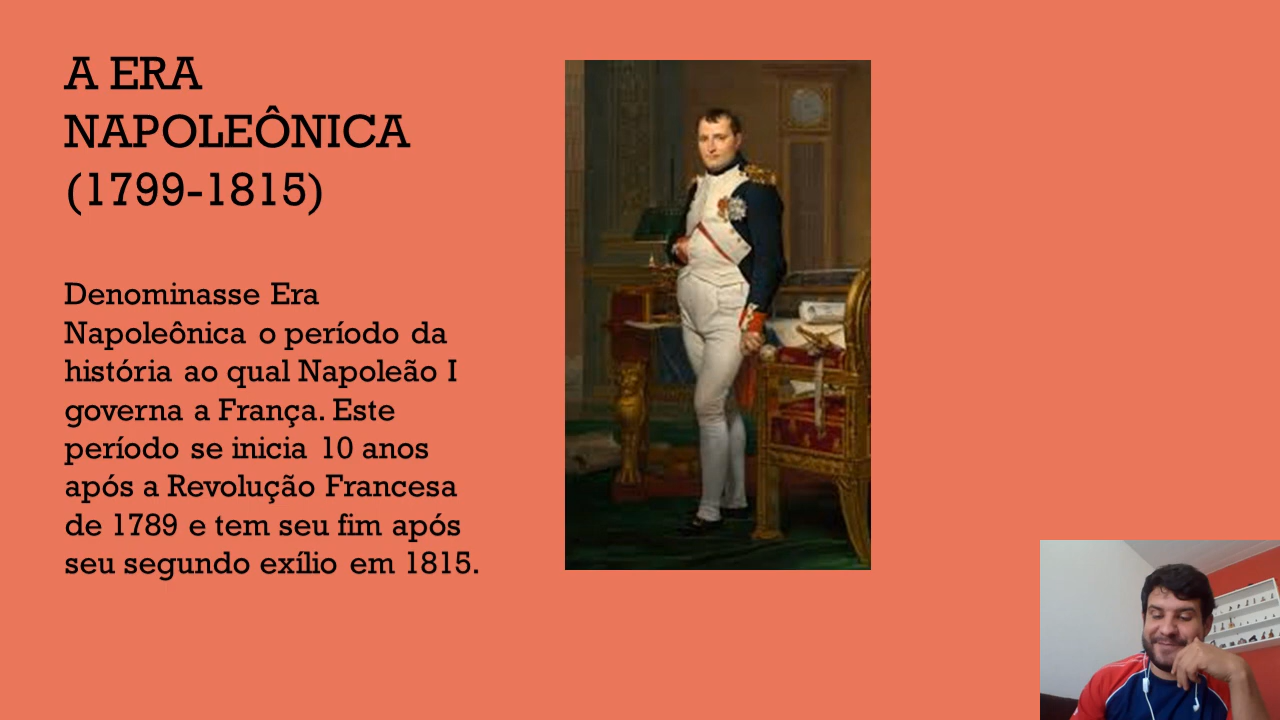 A ERA
NAPOLEÔNICA
(1799-1815)
Denominasse Era
Napoleônica o período da
história ao qual Napoleão I
governa a França. Este
período se inicia 10 anos
após a Revolução Francesa
de 1789 e tem seu fim após
seu segundo exílio em 1815.